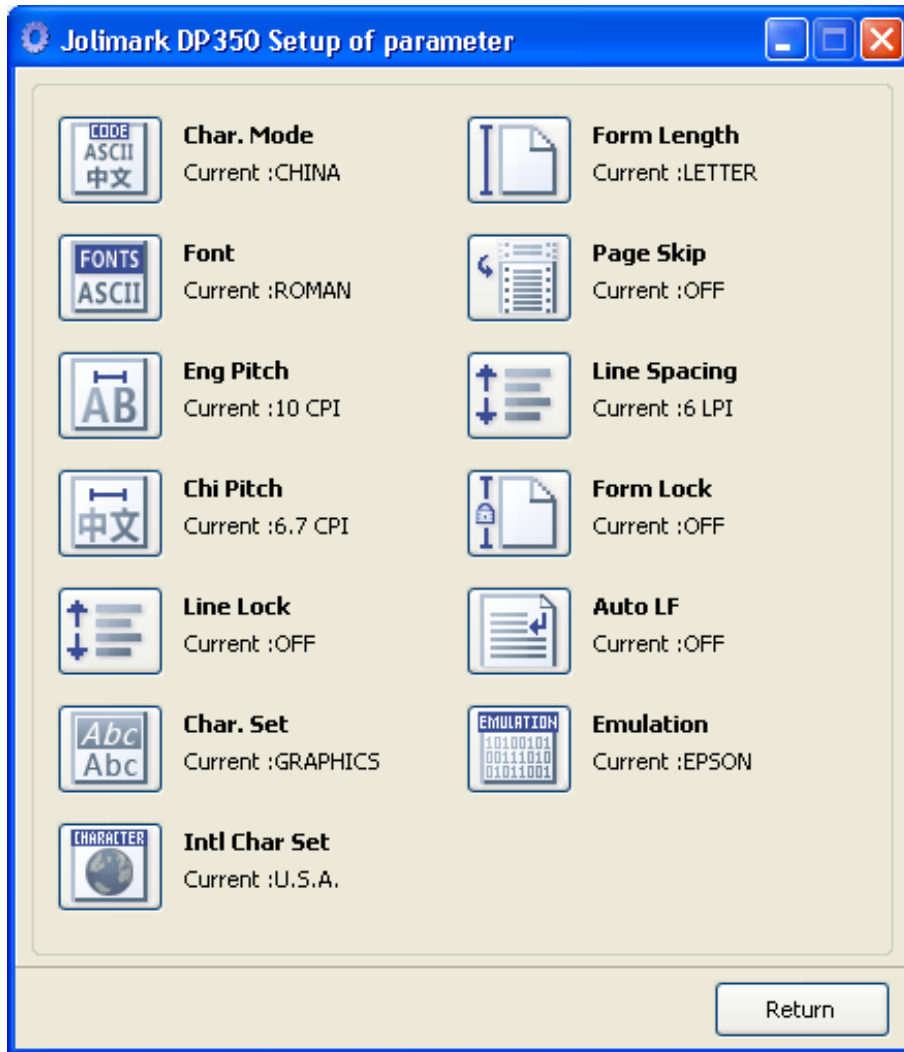 Jolimark DP350 Setup of parameter
CODE
ASCII
中文
Char. Mode
Current :CHINA
Form Length
Current :LETTER
FONTS
ASCII
Font
Current :ROMAN
Page Skip
Current :OFF
AB
Eng Pitch
Current :10 CPI
Line Spacing
Current :6 LPI
中文
Chi Pitch
Current :6.7 CPI
Form Lock
Current :OFF
Line Lock
Current :OFF
Auto LF
Current :OFF
Abc
Abc
Char. Set
Current :GRAPHICS
EMULATION
10100101
00111010
01011001
Emulation
Current :EPSON
CHARACTER
Intl Char Set
Current :U.S.A.
Return